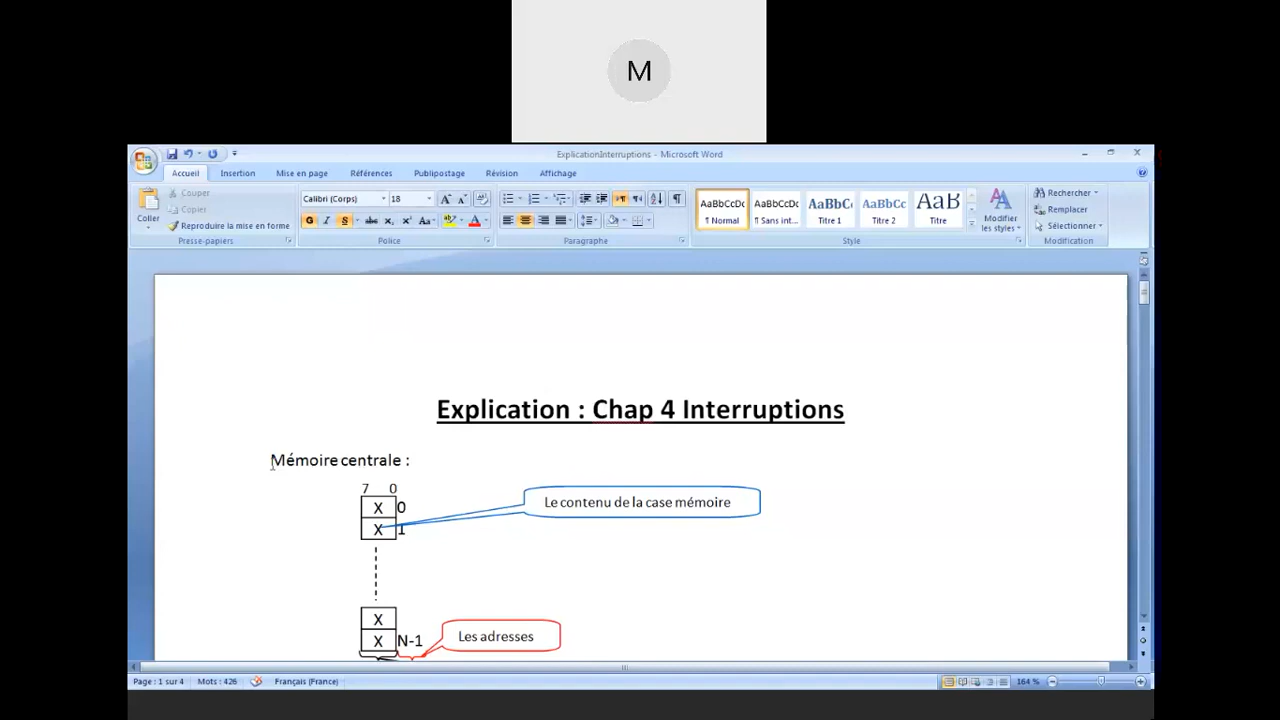 M
ExplicationInterruptions - Microsoft Word
Accueil Insertion Mise en page Références Publipostage Révision Affichage
Coller
Couper
Copier
Reproduire la mise en forme
Presse-papiers
Calibri (Corps) 18
G I S abc x₂ x² Aa A
Police
Paragraphe
AaBbCcDc AaBbCcDc AaBbC AaBbCc AaB
¶ Normal ¶ Sans int... Titre 1 Titre 2 Titre
Modifier les styles
Style
Rechercher
Remplacer
Sélectionner
Modification
Explication : Chap 4 Interruptions
Mémoire centrale :
7 0
X 0
Le contenu de la case mémoire
X 1
X
X N-1
Les adresses
Page : 1 sur 4 Mots : 426 Français (France) 164 %